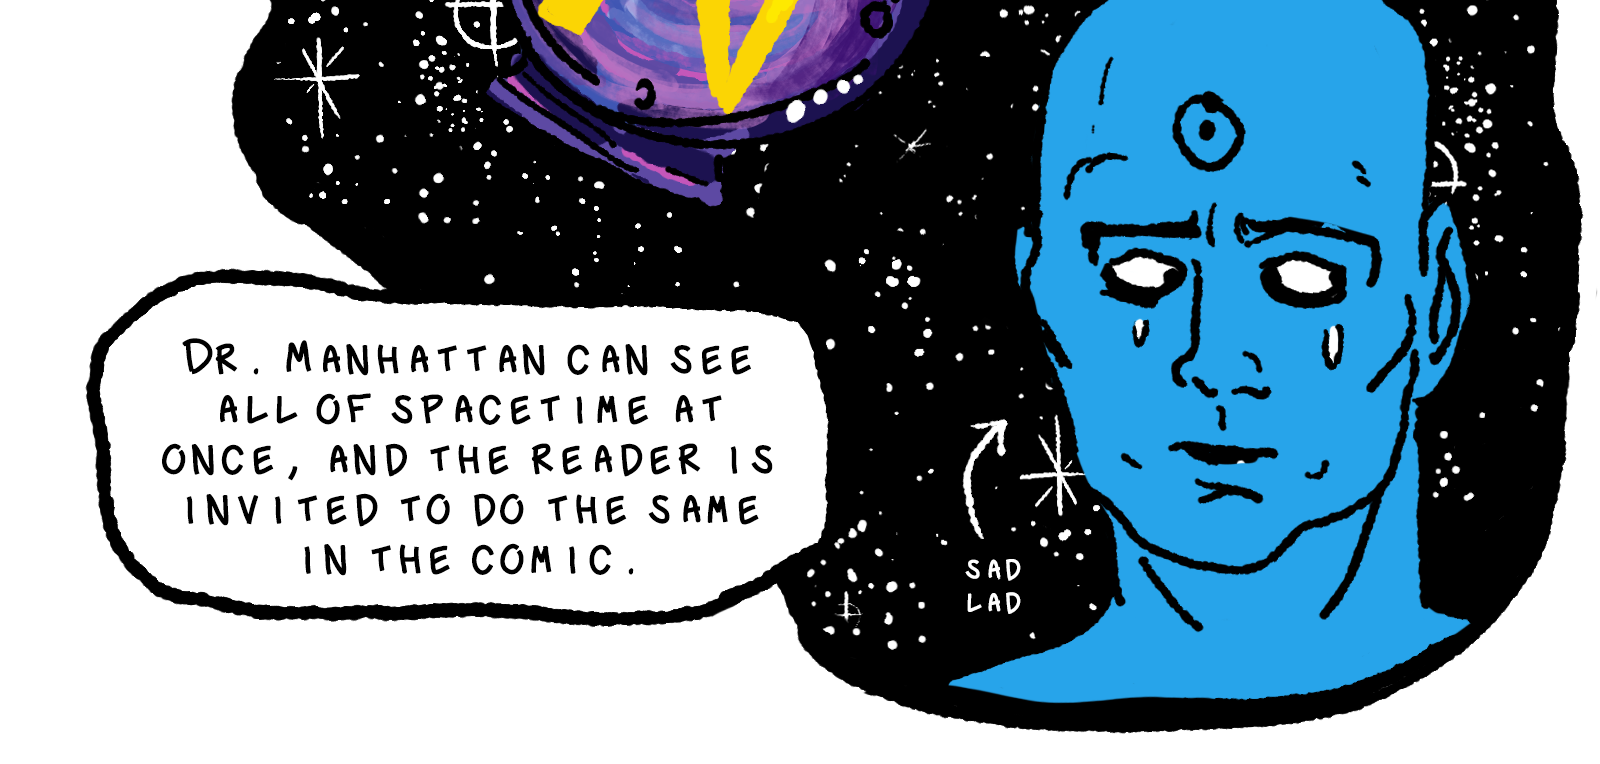 DR. MANHATTAN CAN SEE
ALL OF SPACETIME AT
ONCE, AND THE READER IS
INVITED TO DO THE SAME
IN THE COMIC.
SAD
LAD